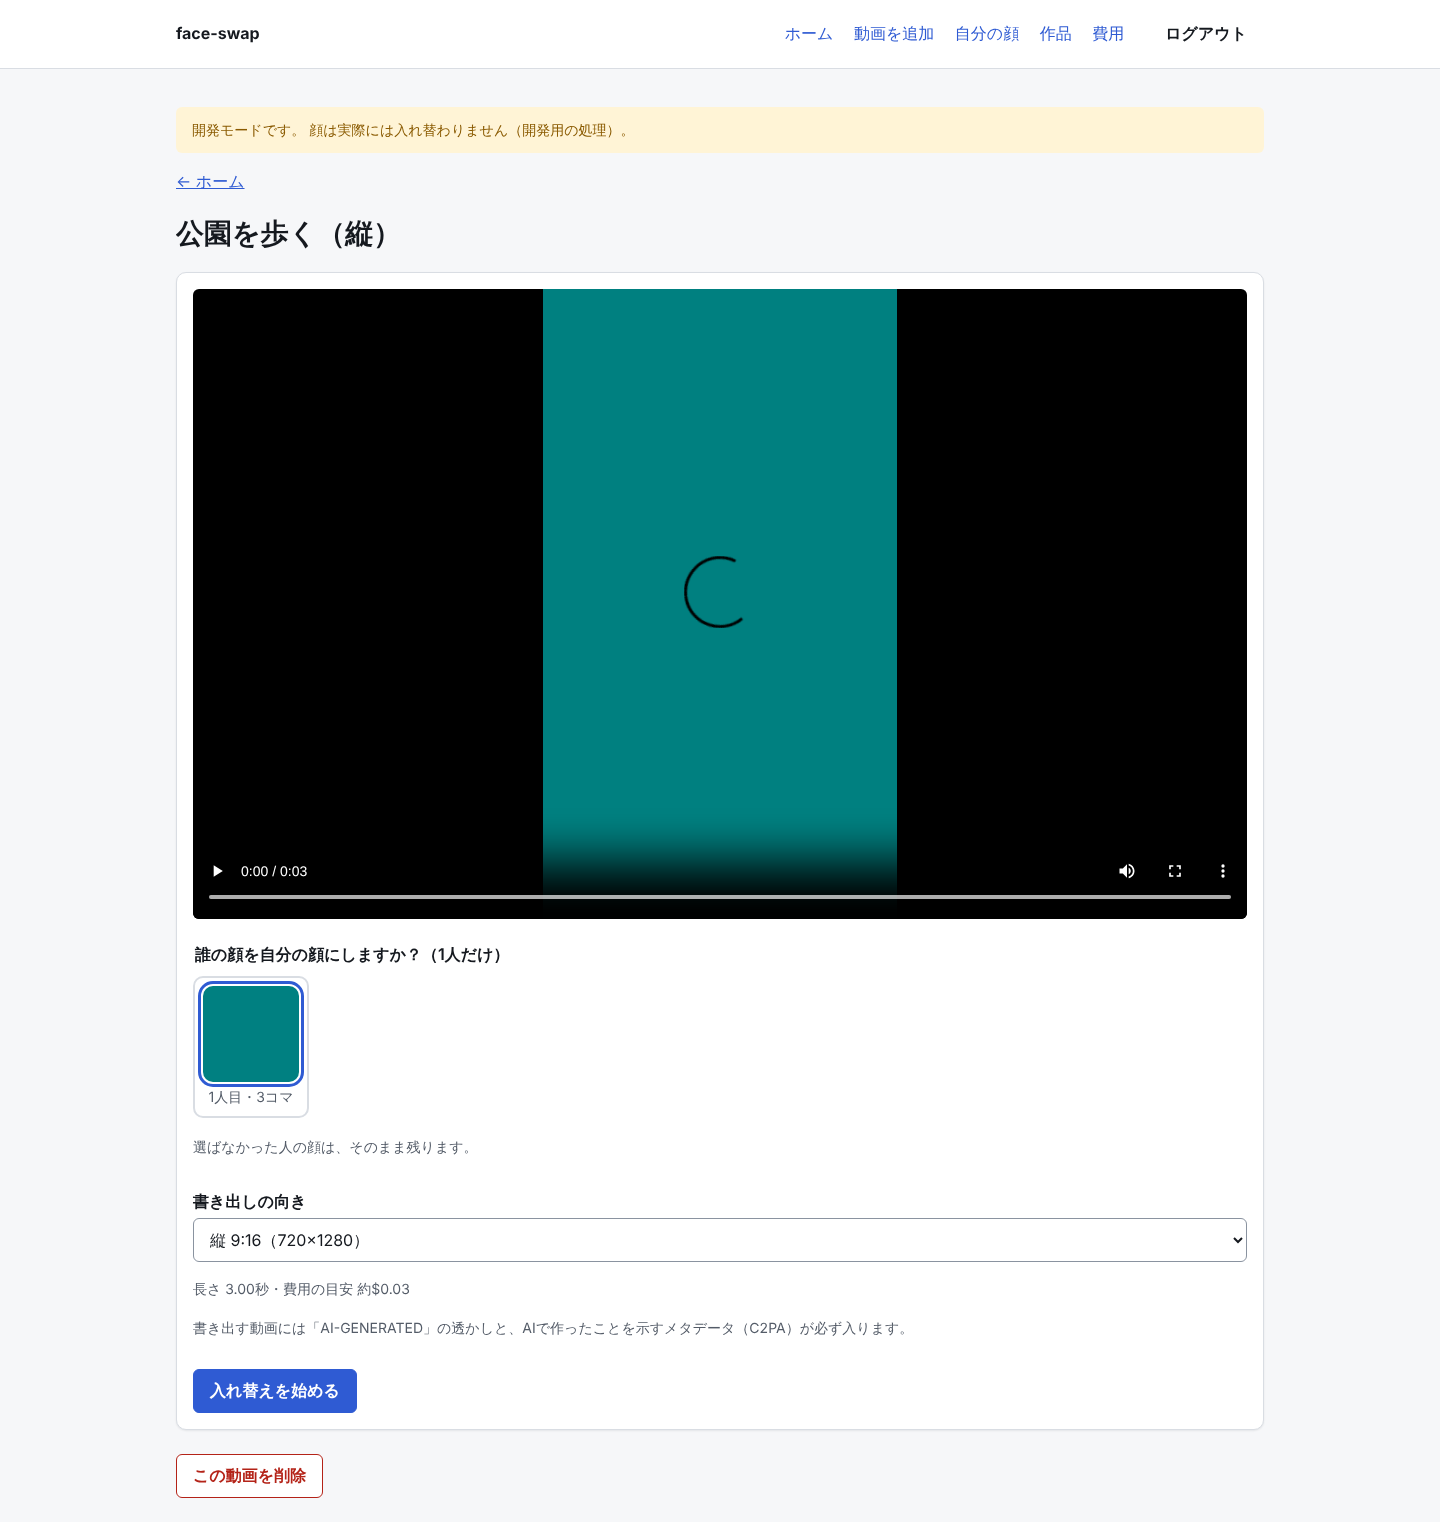 face-swap
ホーム 動画を追加 自分の顔 作品 費用 ログアウト
開発モードです。 顔は実際には入れ替わりません（開発用の処理）。
← ホーム
公園を歩く（縦）
0:00 / 0:03
誰の顔を自分の顔にしますか？（1人だけ）
1人目・3コマ
選ばなかった人の顔は、そのまま残ります。
書き出しの向き
縦 9:16（720×1280）
長さ 3.00秒・費用の目安 約$0.03
書き出す動画には「AI-GENERATED」の透かしと、AIで作ったことを示すメタデータ（C2PA）が必ず入ります。
入れ替えを始める
この動画を削除